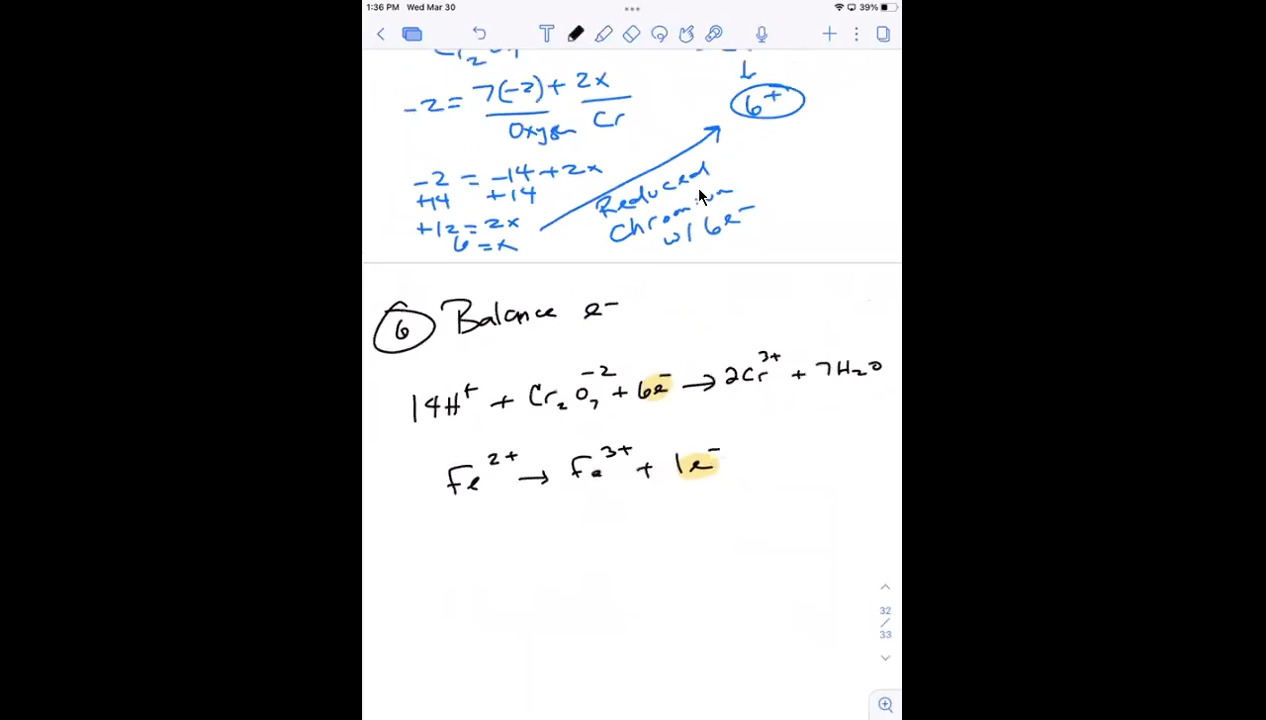 1:36 PM Wed Mar 30
39%
-2 = 7(-2) + 2x
Oxygen Cr
6+
-2 = -14 + 2x
+14 +14
+12 = 2x
6 = x
Reduced
Chromium
w/ 6e⁻
6 Balance e⁻
14H⁺ + Cr₂O₇⁻² + 6e⁻ → 2Cr³⁺ + 7H₂O
Fe²⁺ → Fe³⁺ + 1e⁻
32
/
33